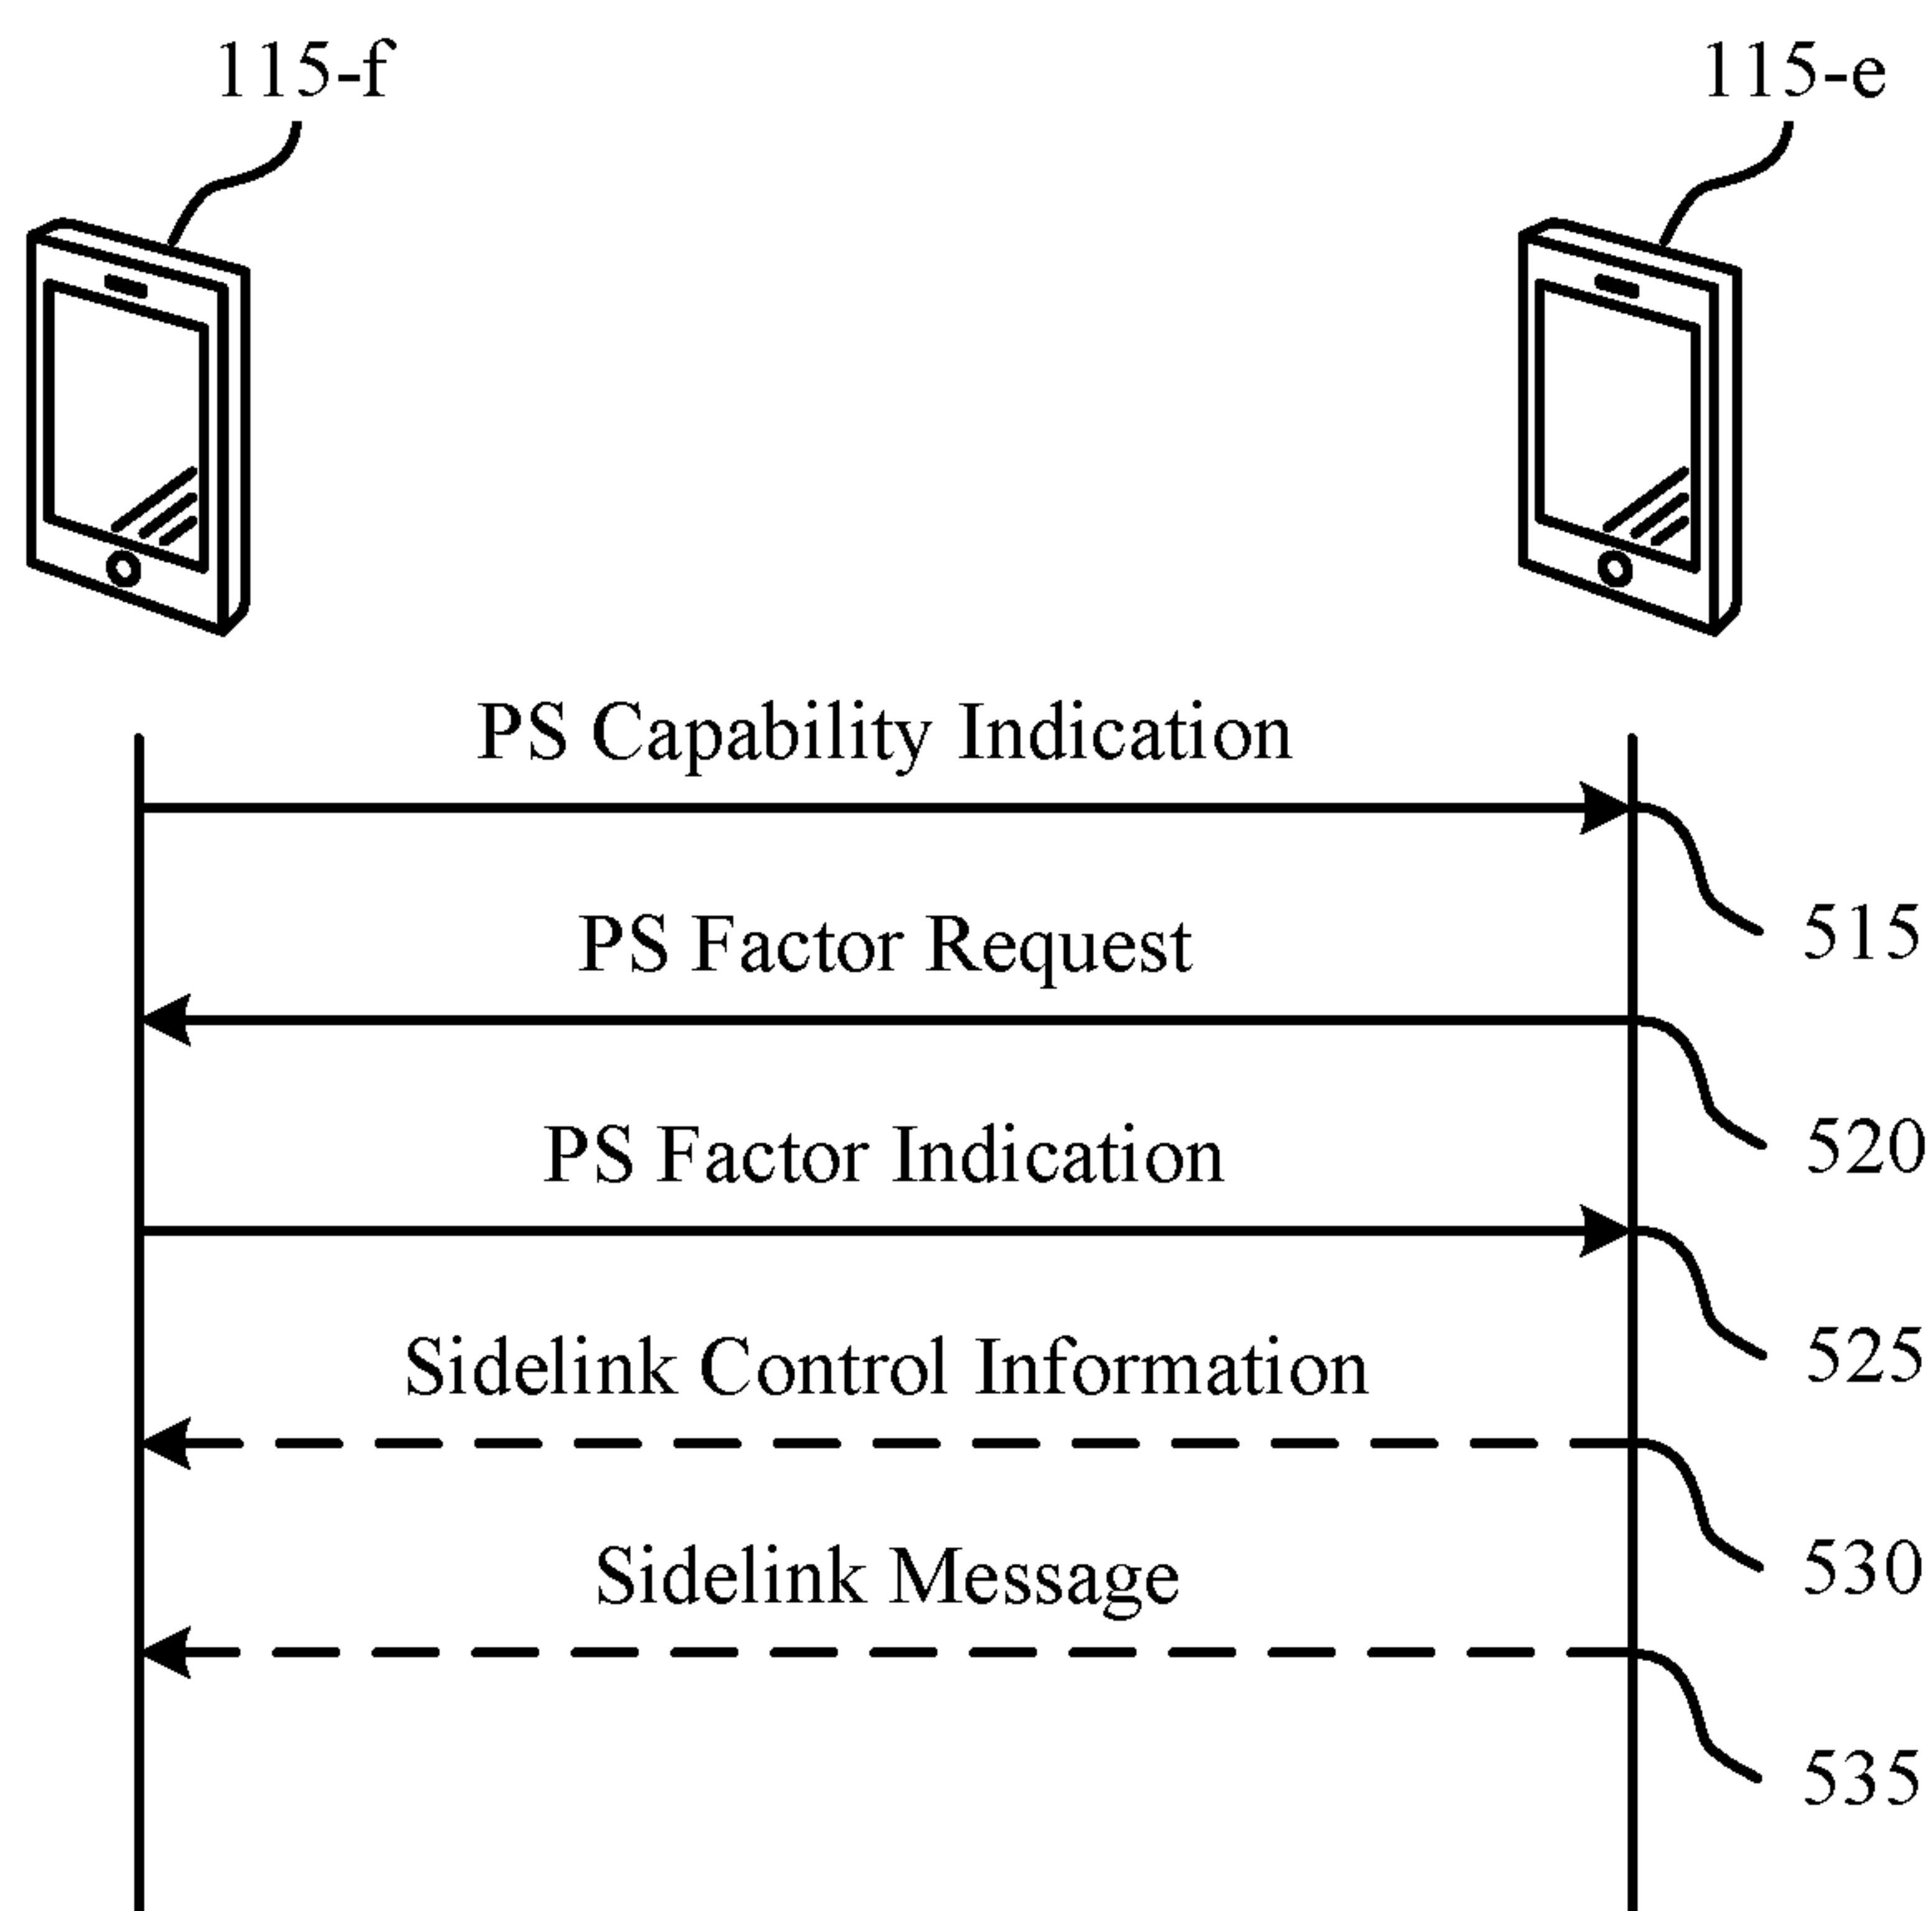 115-f
115-e
PS Capability Indication
515
PS Factor Request
520
PS Factor Indication
525
Sidelink Control Information
530
Sidelink Message
535